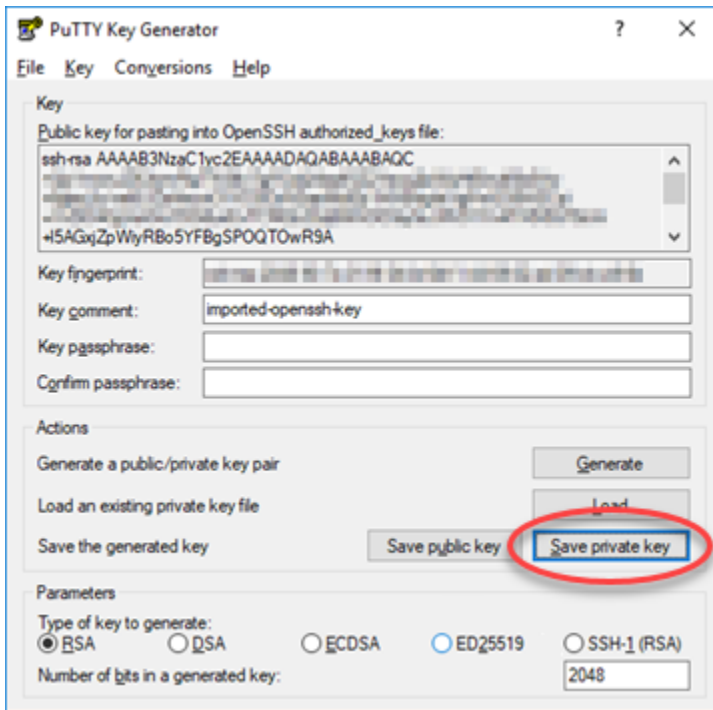 PuTTY Key Generator ? ×
File Key Conversions Help
Key
Public key for pasting into OpenSSH authorized_keys file:
ssh-rsa AAAAB3NzaC1yc2EAAAADAQABAAABAQC
+I5AGxjZpWiyRBo5YFBgSPOQTOwR9A
Key fingerprint:
Key comment: imported-openssh-key
Key passphrase:
Confirm passphrase:
Actions
Generate a public/private key pair Generate
Load an existing private key file Load
Save the generated key Save public key Save private key
Parameters
Type of key to generate:
RSA DSA ECDSA ED25519 SSH-1 (RSA)
Number of bits in a generated key: 2048